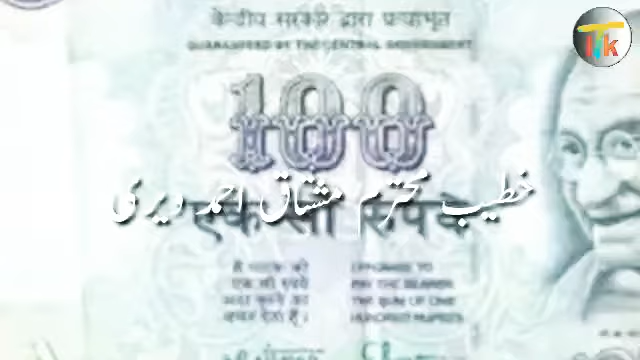 केन्द्रीय सरकार द्वारा प्रत्याभूत
GUARANTEED BY THE CENTRAL GOVERNMENT
100
خطیب محترم مشتاق احمد ویری
एक सौ रुपये
मैं धारक को
एक सौ रुपये
अदा करने का
वचन देता हूँ।
I PROMISE TO
PAY THE BEARER
THE SUM OF ONE
HUNDRED RUPEES